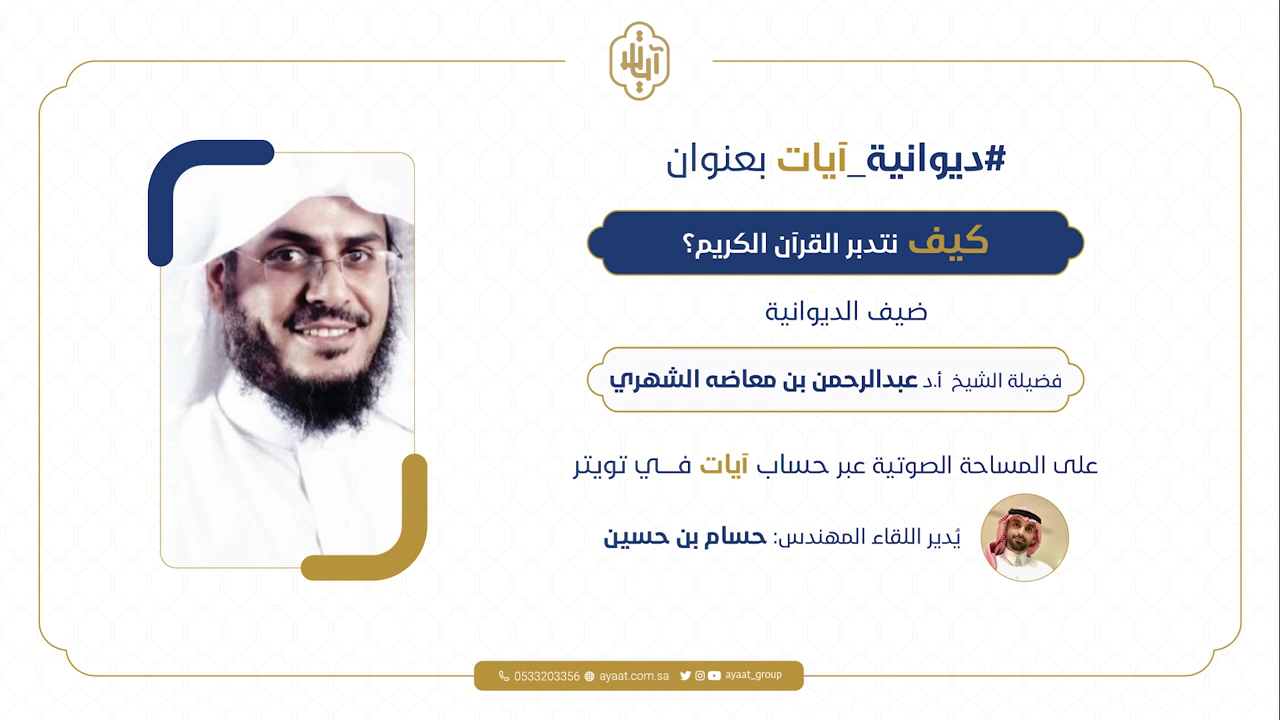 آيات
#ديوانية_آيات بعنوان
كيف نتدبر القرآن الكريم؟
ضيف الديوانية
فضيلة الشيخ أ.د عبدالرحمن بن معاضه الشهري
على المساحة الصوتية عبر حساب آيات فـــي تويتر
يُدير اللقاء المهندس: حسام بن حسين
0533203356 ayaat.com.sa ayaat_group